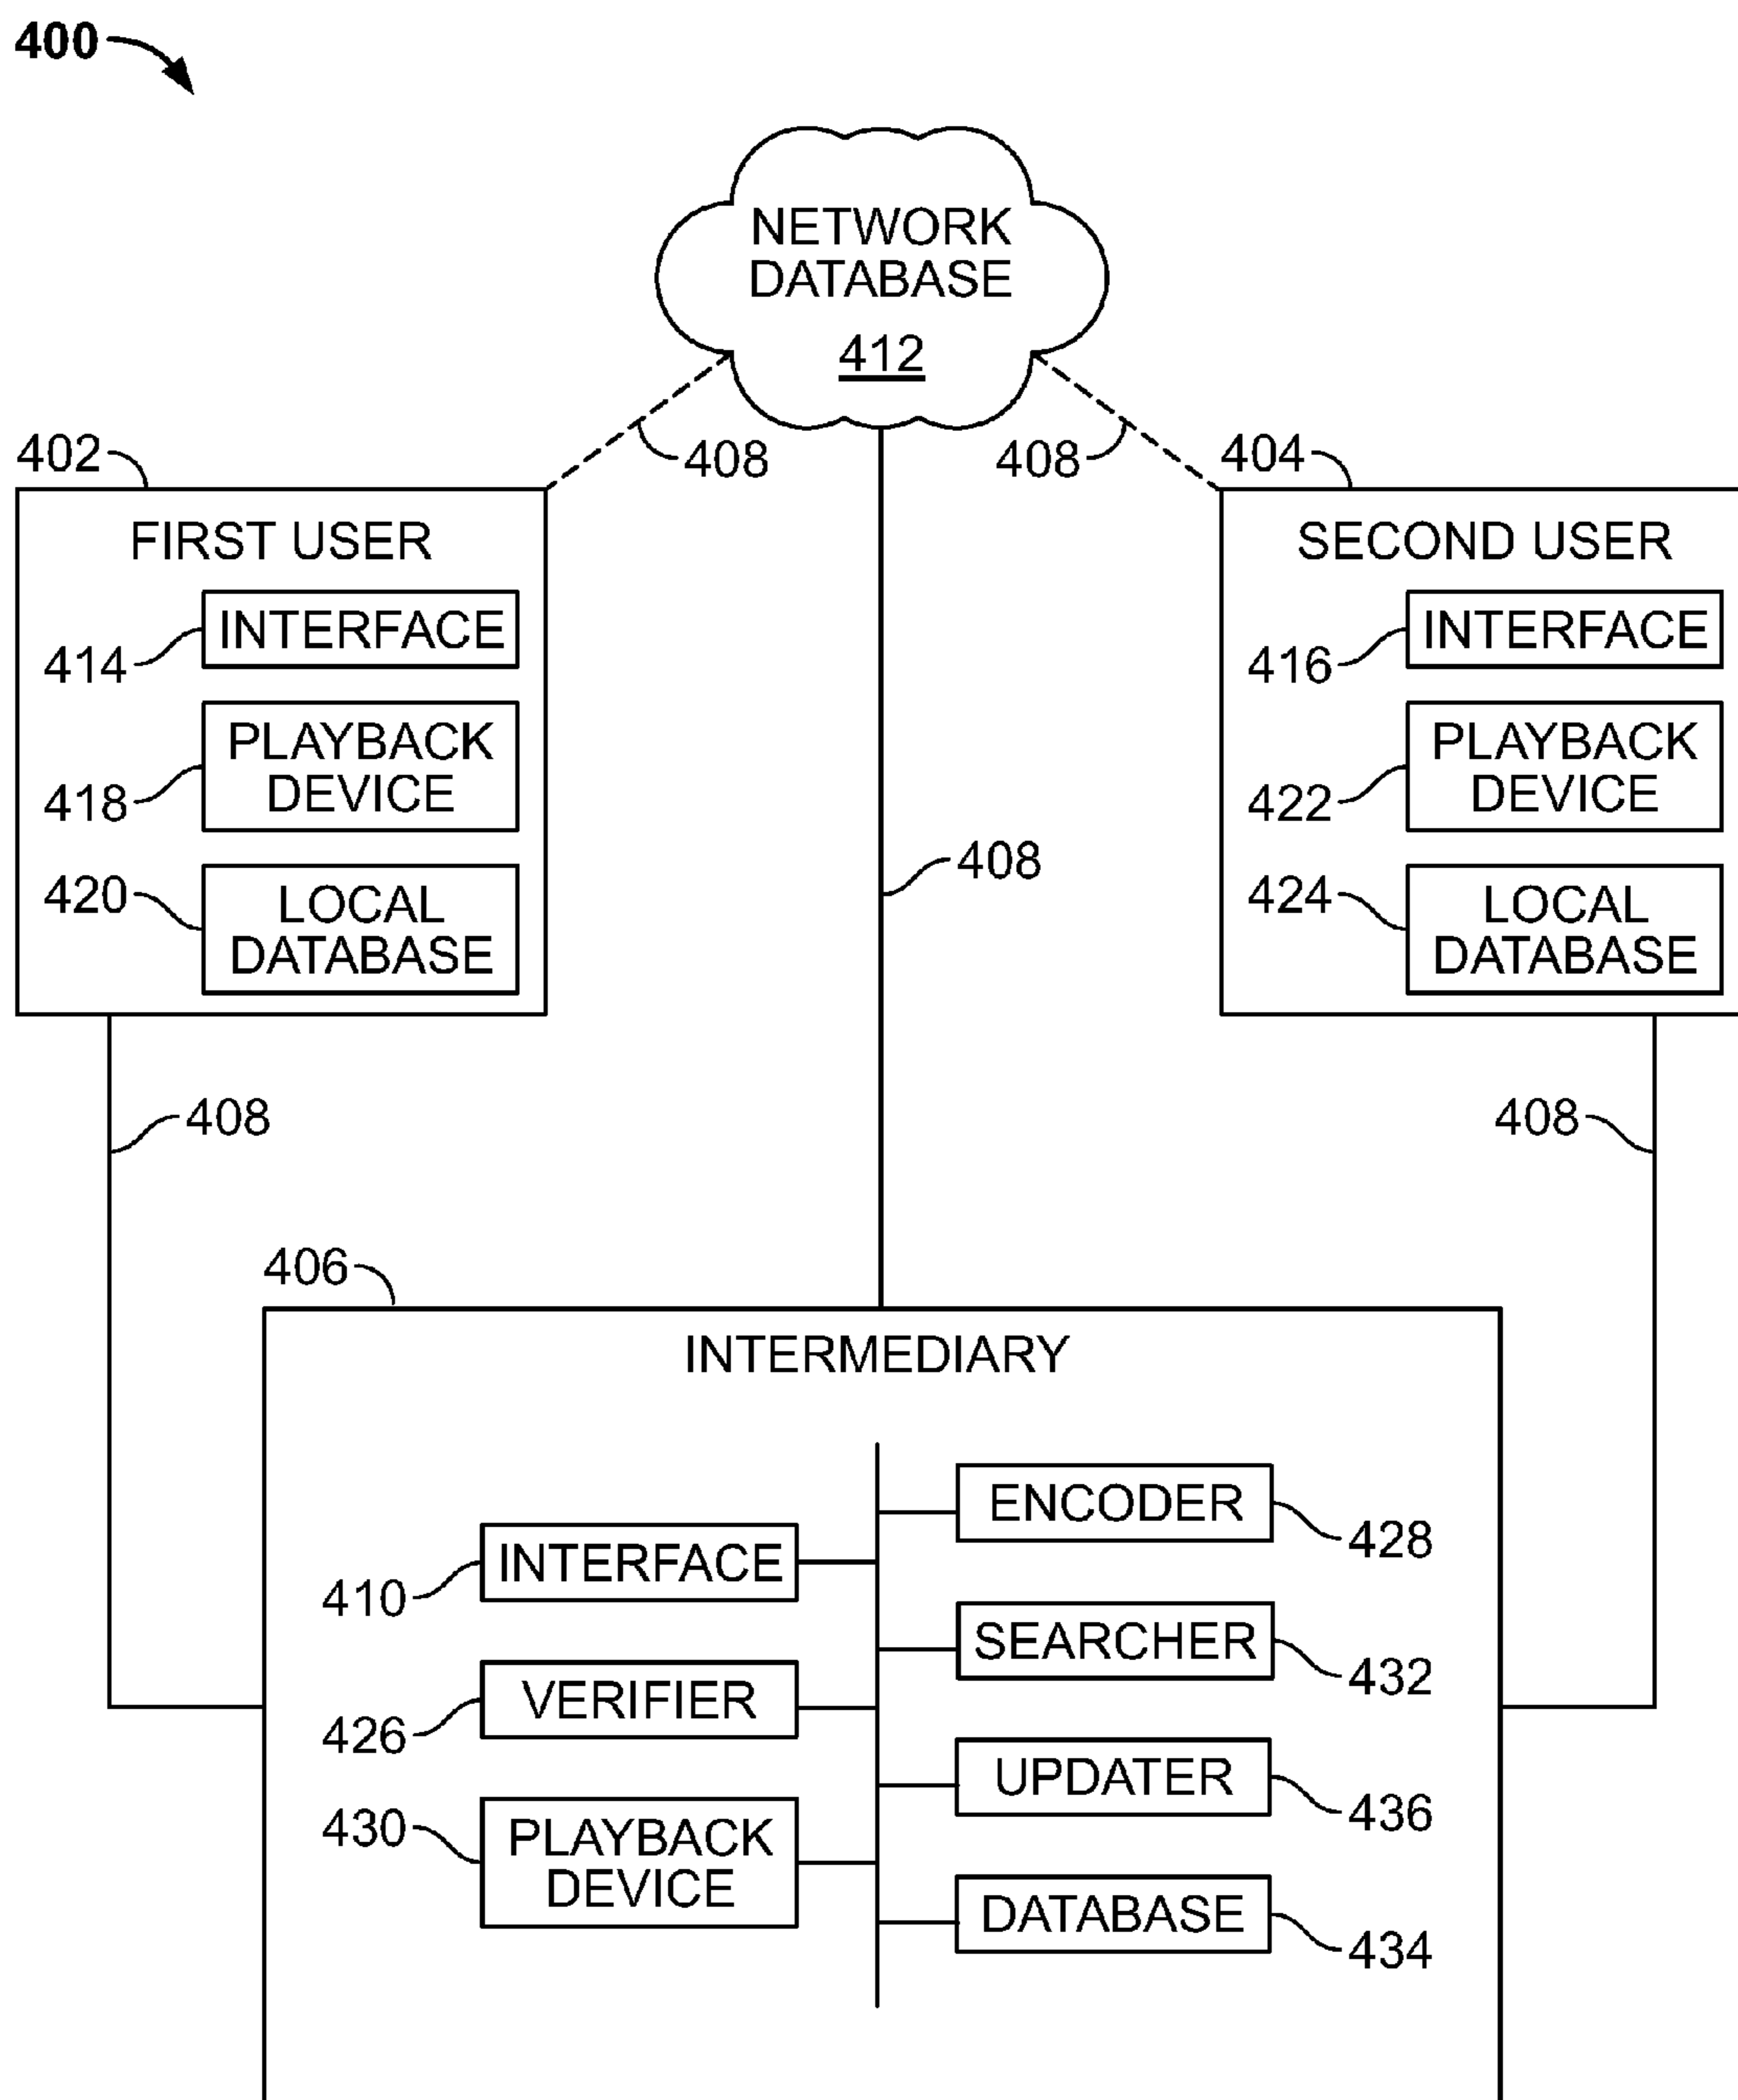 400
NETWORK
DATABASE
412
408
408
402
FIRST USER
INTERFACE
414
PLAYBACK
DEVICE
418
LOCAL
DATABASE
420
404
SECOND USER
INTERFACE
416
PLAYBACK
DEVICE
422
LOCAL
DATABASE
424
408
408
408
406
INTERMEDIARY
INTERFACE
410
VERIFIER
426
PLAYBACK
DEVICE
430
ENCODER
428
SEARCHER
432
UPDATER
436
DATABASE
434